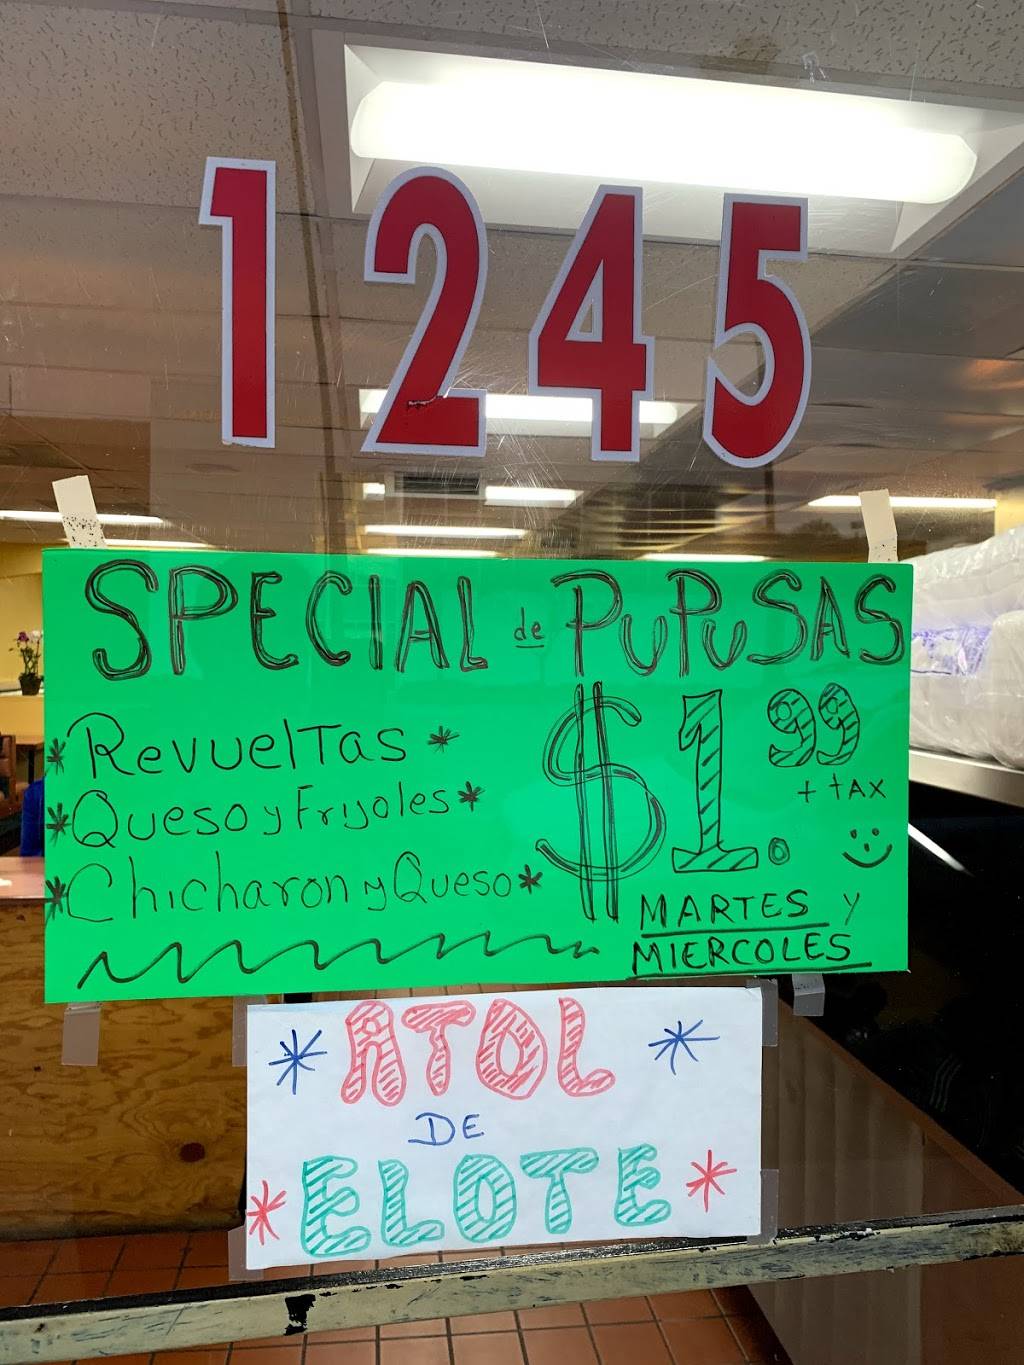 1245
SPECIAL de PUPUSAS
* Revueltas *
* Queso y Frijoles *
* Chicharon y Queso *
$1.99
+ tax
MARTES y
MIERCOLES
* ATOL *
DE
* ELOTE *